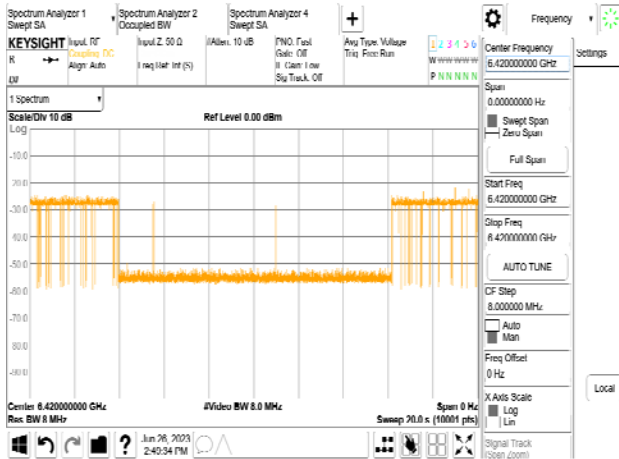 Spectrum Analyzer 1
Swept SA
Spectrum Analyzer 2
Occupied BW
Spectrum Analyzer 4
Swept SA
+
Frequency
KEYSIGHT
R
Input: RF
Coupling: DC
Align: Auto
Input Z: 50 Ω
Freq Ref: Int (S)
#Atten: 10 dB
PNO: Fast
Gate: Off
IF Gain: Low
Sig Track: Off
Avg Type: Voltage
Trig: Free Run
1 2 3 4 5 6
W W W W W W
P N N N N N
Center Frequency
6.420000000 GHz
Settings
Span
0.00000000 Hz
Swept Span
Zero Span
Full Span
Start Freq
6.420000000 GHz
Stop Freq
6.420000000 GHz
AUTO TUNE
CF Step
8.000000 MHz
Auto
Man
Freq Offset
0 Hz
X Axis Scale
Log
Lin
Local
Signal Track
(Span Zoom)
1 Spectrum
Scale/Div 10 dB
Ref Level 0.00 dBm
Log
-10.0
-20.0
-30.0
-40.0
-50.0
-60.0
-70.0
-80.0
-90.0
Center 6.420000000 GHz
#Video BW 8.0 MHz
Span 0 Hz
Res BW 8 MHz
Sweep 20.0 s (10001 pts)
?
Jun 26, 2023
2:49:34 PM